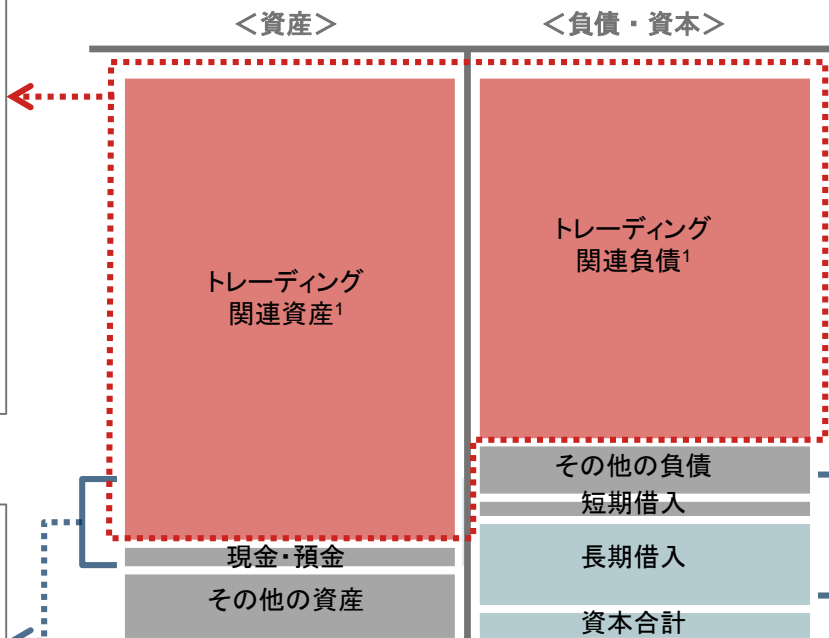 ＜資産＞
＜負債・資本＞
トレーディング
関連資産1
トレーディング
関連負債1
現金・預金
その他の資産
その他の負債
短期借入
長期借入
資本合計